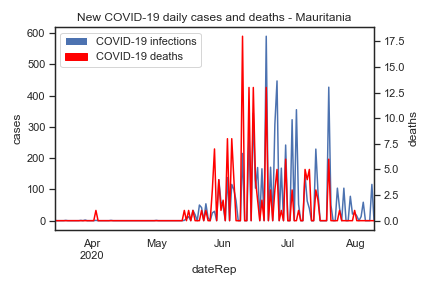 New COVID-19 daily cases and deaths - Mauritania
COVID-19 infections
COVID-19 deaths
600
500
400
300
200
100
0
cases
17.5
15.0
12.5
10.0
7.5
5.0
2.5
0.0
deaths
Apr
2020
May
Jun
Jul
Aug
dateRep